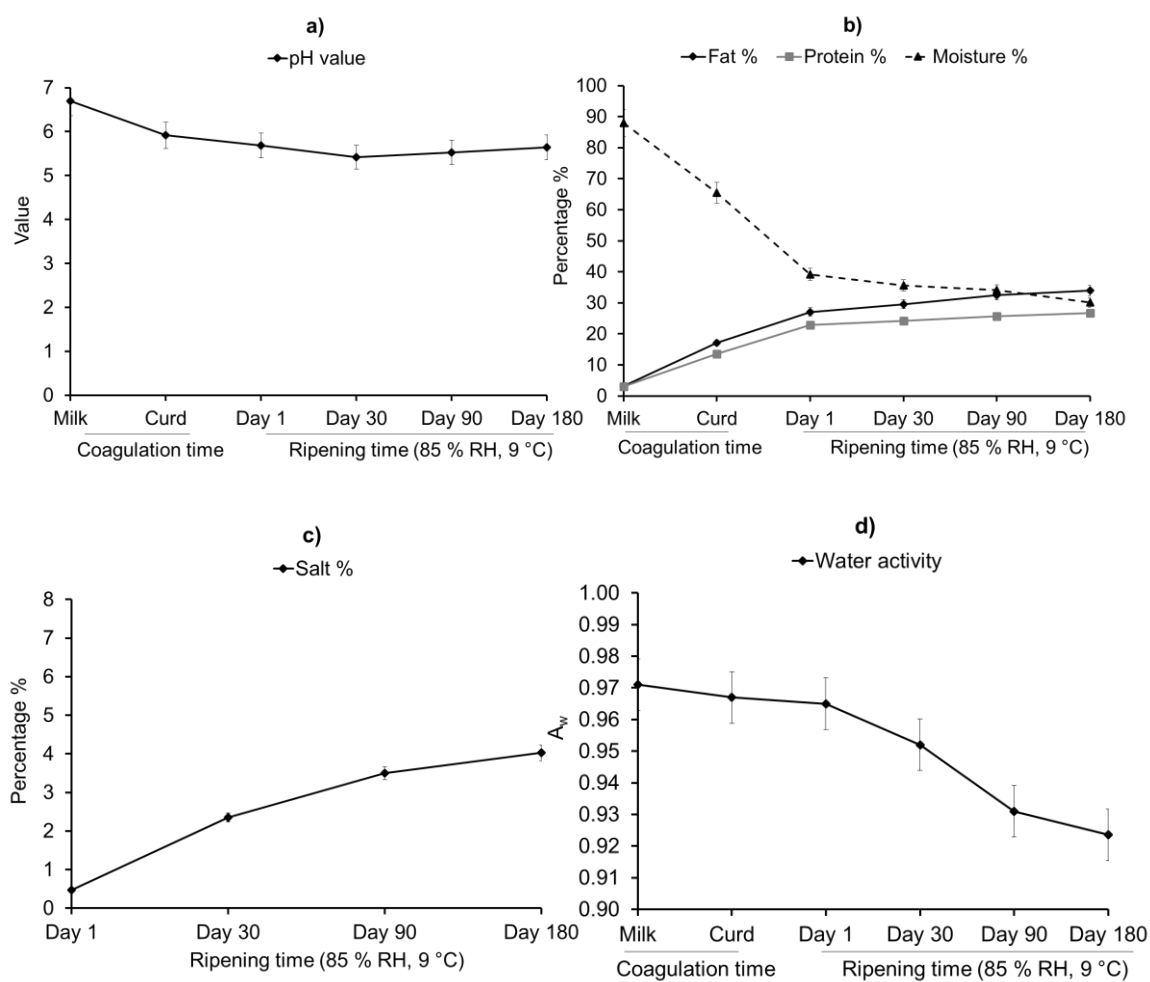 a)
pH value
7
6
5
4
3
2
1
0
Value
Milk Curd Day 1 Day 30 Day 90 Day 180
Coagulation time Ripening time (85 % RH, 9 °C)
b)
Fat % Protein % Moisture %
100
90
80
70
60
50
40
30
20
10
0
Percentage %
Milk Curd Day 1 Day 30 Day 90 Day 180
Coagulation time Ripening time (85 % RH, 9 °C)
c)
Salt %
8
7
6
5
4
3
2
1
0
Percentage %
Day 1 Day 30 Day 90 Day 180
Ripening time (85 % RH, 9 °C)
d)
Water activity
1.00
0.99
0.98
0.97
0.96
0.95
0.94
0.93
0.92
0.91
0.90
Aw
Milk Curd Day 1 Day 30 Day 90 Day 180
Coagulation time Ripening time (85 % RH, 9 °C)